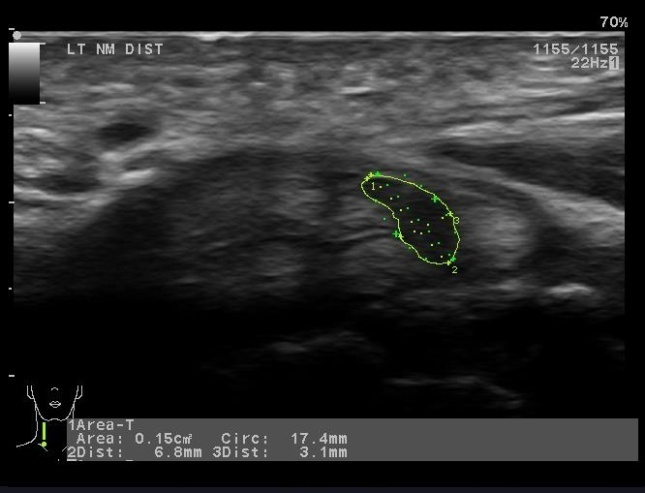 70%
LT NM DIST
1155/1155
22Hz1
1
3
2
1Area-T
Area: 0.15c㎡ Circ: 17.4mm
2Dist: 6.8mm 3Dist: 3.1mm